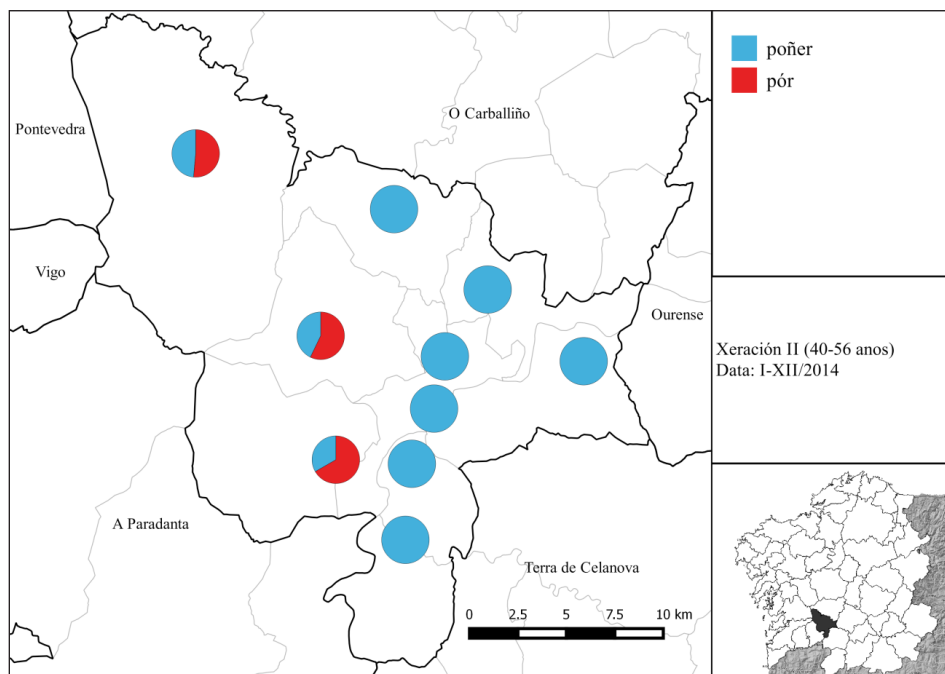 poñer
pór
O Carballiño
Pontevedra
Vigo
Ourense
Xeración II (40-56 anos)
Data: I-XII/2014
A Paradanta
Terra de Celanova
0 2.5 5 7.5 10 km